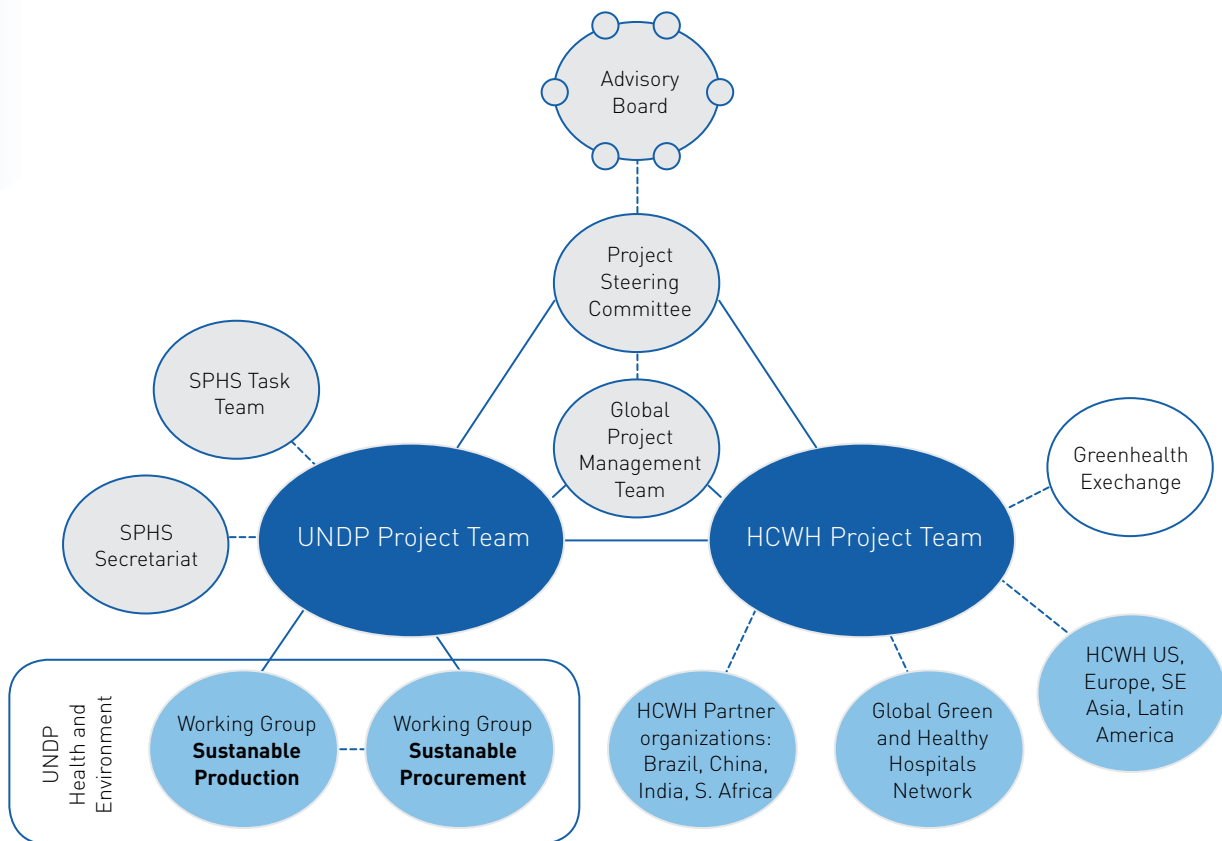 Advisory
Board
Project
Steering
Committee
SPHS Task
Team
Global
Project
Management
Team
Greenhealth
Exechange
SPHS
Secretariat
UNDP Project Team
HCWH Project Team
UNDP
Health and
Environment
Working Group
Sustanable
Production
Working Group
Sustanable
Procurement
HCWH Partner
organizations:
Brazil, China,
India, S. Africa
Global Green
and Healthy
Hospitals
Network
HCWH US,
Europe, SE
Asia, Latin
America